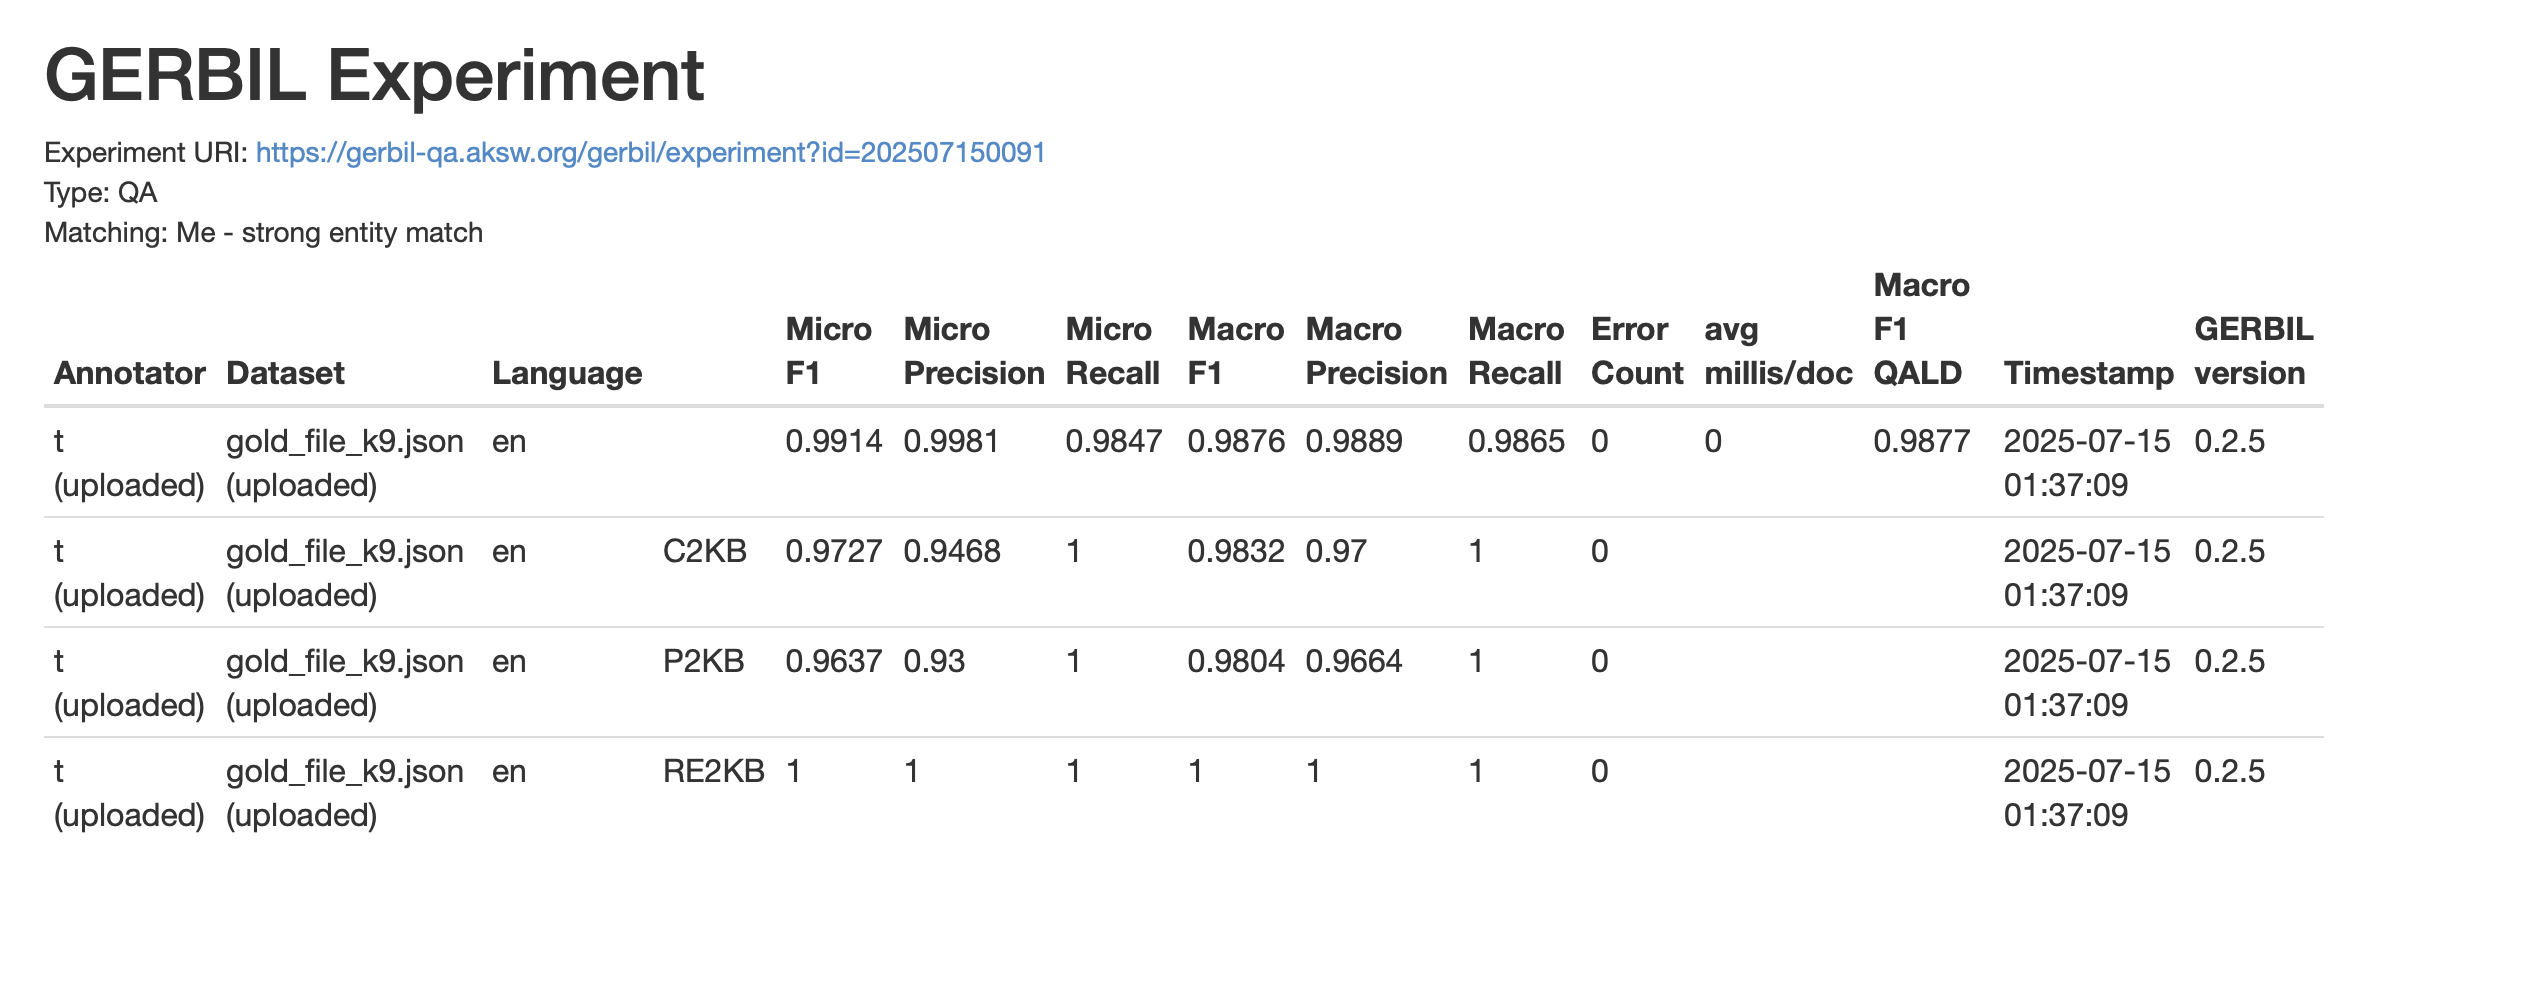 GERBIL Experiment
Experiment URI: https://gerbil-qa.aksw.org/gerbil/experiment?id=202507150091
Type: QA
Matching: Me - strong entity match
Annotator Dataset Language Micro F1 Micro Precision Micro Recall Macro F1 Macro Precision Macro Recall Error Count avg millis/doc Macro F1 QALD Timestamp GERBIL version
t (uploaded) gold_file_k9.json (uploaded) en 0.9914 0.9981 0.9847 0.9876 0.9889 0.9865 0 0 0.9877 2025-07-15 01:37:09 0.2.5
t (uploaded) gold_file_k9.json (uploaded) en C2KB 0.9727 0.9468 1 0.9832 0.97 1 0 2025-07-15 01:37:09 0.2.5
t (uploaded) gold_file_k9.json (uploaded) en P2KB 0.9637 0.93 1 0.9804 0.9664 1 0 2025-07-15 01:37:09 0.2.5
t (uploaded) gold_file_k9.json (uploaded) en RE2KB 1 1 1 1 1 1 0 2025-07-15 01:37:09 0.2.5